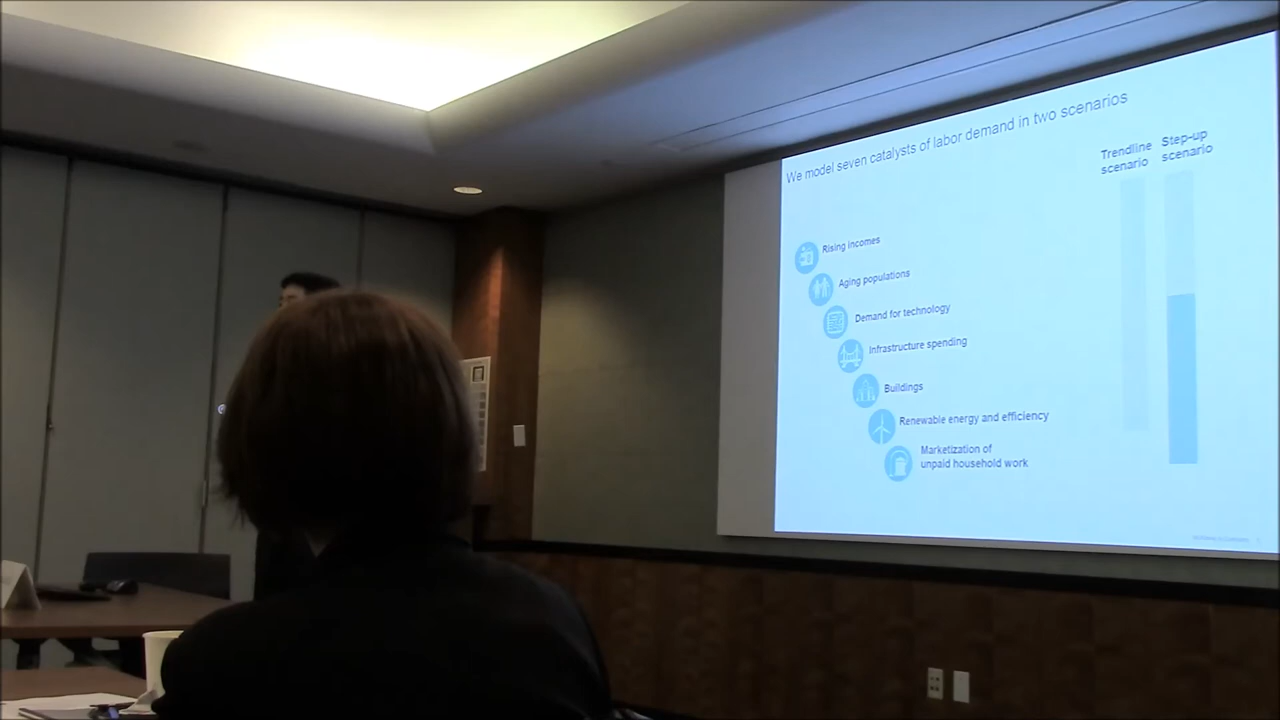 We model seven catalysts of labor demand in two scenarios
Trendline
scenario
Step-up
scenario
Rising incomes
Aging populations
Demand for technology
Infrastructure spending
Buildings
Renewable energy and efficiency
Marketization of
unpaid household work